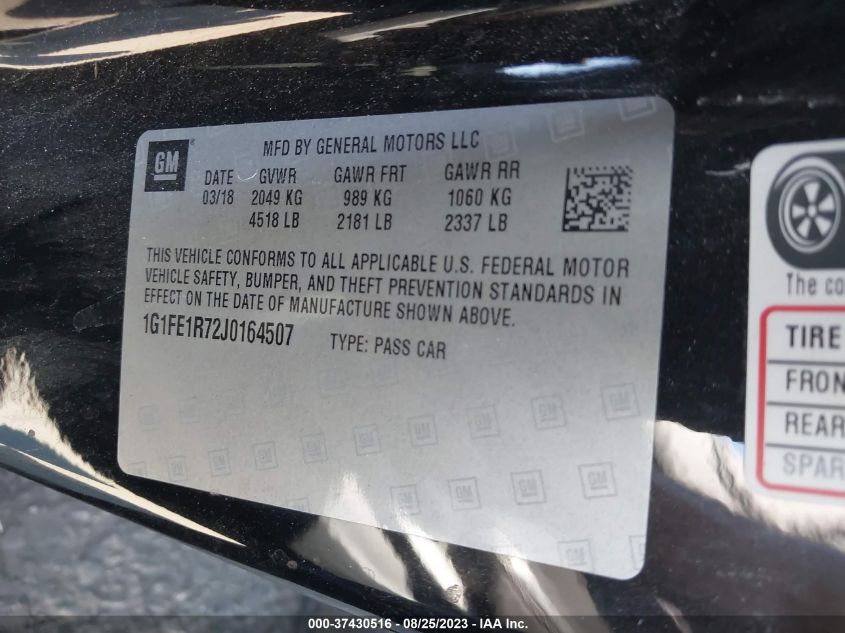 GM
MFD BY GENERAL MOTORS LLC
DATE GVWR GAWR FRT GAWR RR
03/18 2049 KG 989 KG 1060 KG
4518 LB 2181 LB 2337 LB
THIS VEHICLE CONFORMS TO ALL APPLICABLE U.S. FEDERAL MOTOR
VEHICLE SAFETY, BUMPER, AND THEFT PREVENTION STANDARDS IN
EFFECT ON THE DATE OF MANUFACTURE SHOWN ABOVE.
1G1FE1R72J0164507 TYPE: PASS CAR
The co
TIRE
FRON
REAR
SPAR
000-37430516 - 08/25/2023 - IAA Inc.